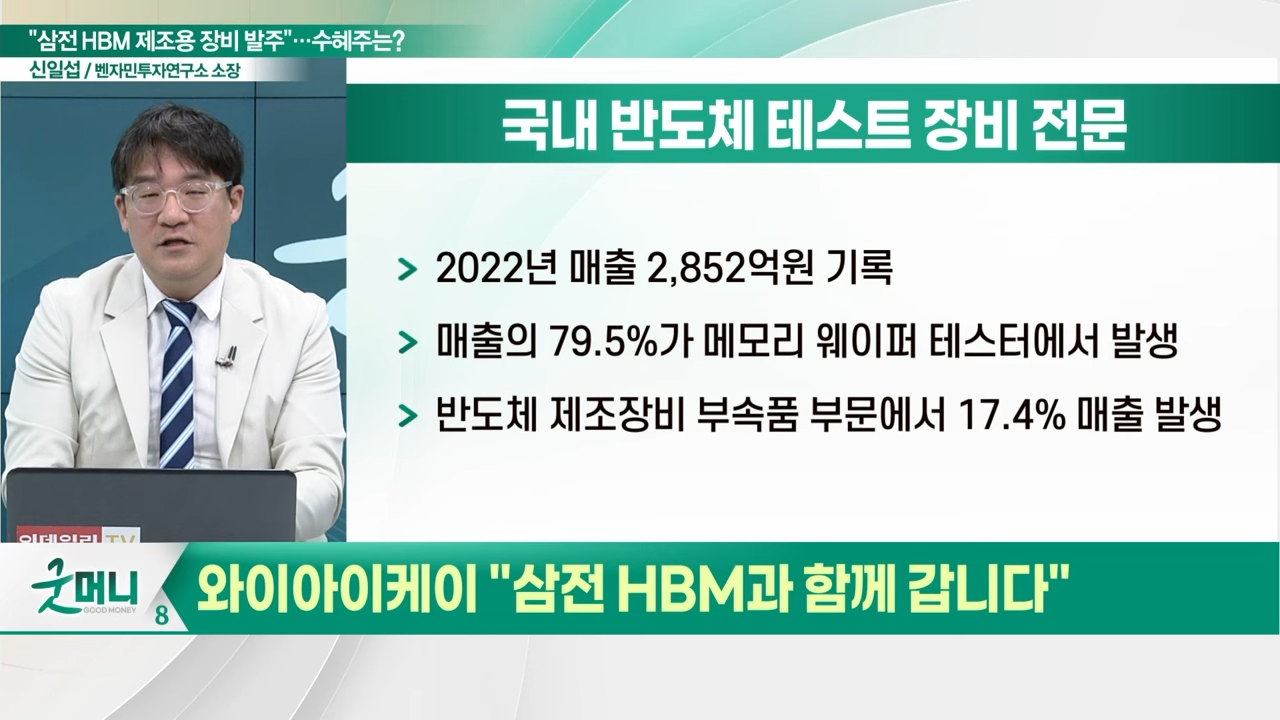 "삼전 HBM 제조용 장비 발주"…수혜주는?
신일섭 / 벤자민투자연구소 소장
국내 반도체 테스트 장비 전문
> 2022년 매출 2,852억원 기록
> 매출의 79.5%가 메모리 웨이퍼 테스터에서 발생
> 반도체 제조장비 부속품 부문에서 17.4% 매출 발생
이데일리 TV
굿머니
GOOD MONEY
8
와이아이케이 "삼전 HBM과 함께 갑니다"